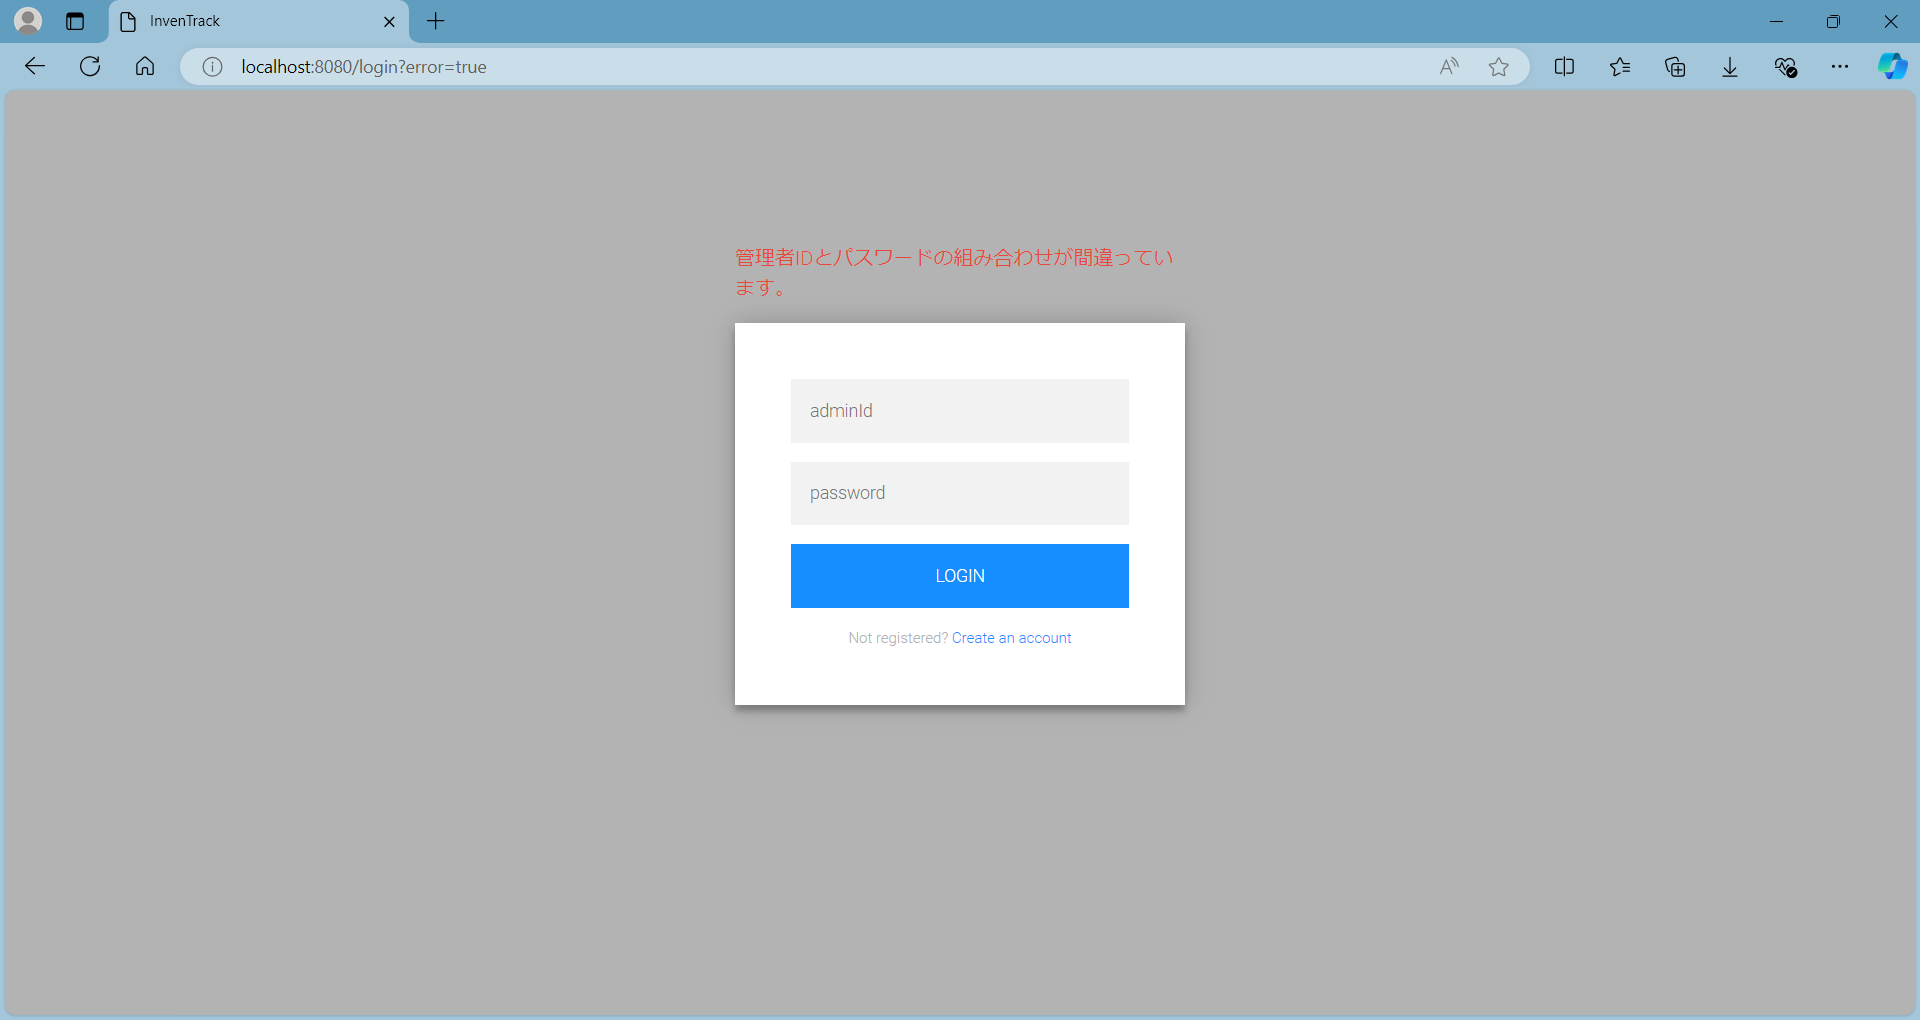 InvenTrack
localhost:8080/login?error=true
管理者IDとパスワードの組み合わせが間違ってい
ます。
adminId
password
LOGIN
Not registered? Create an account